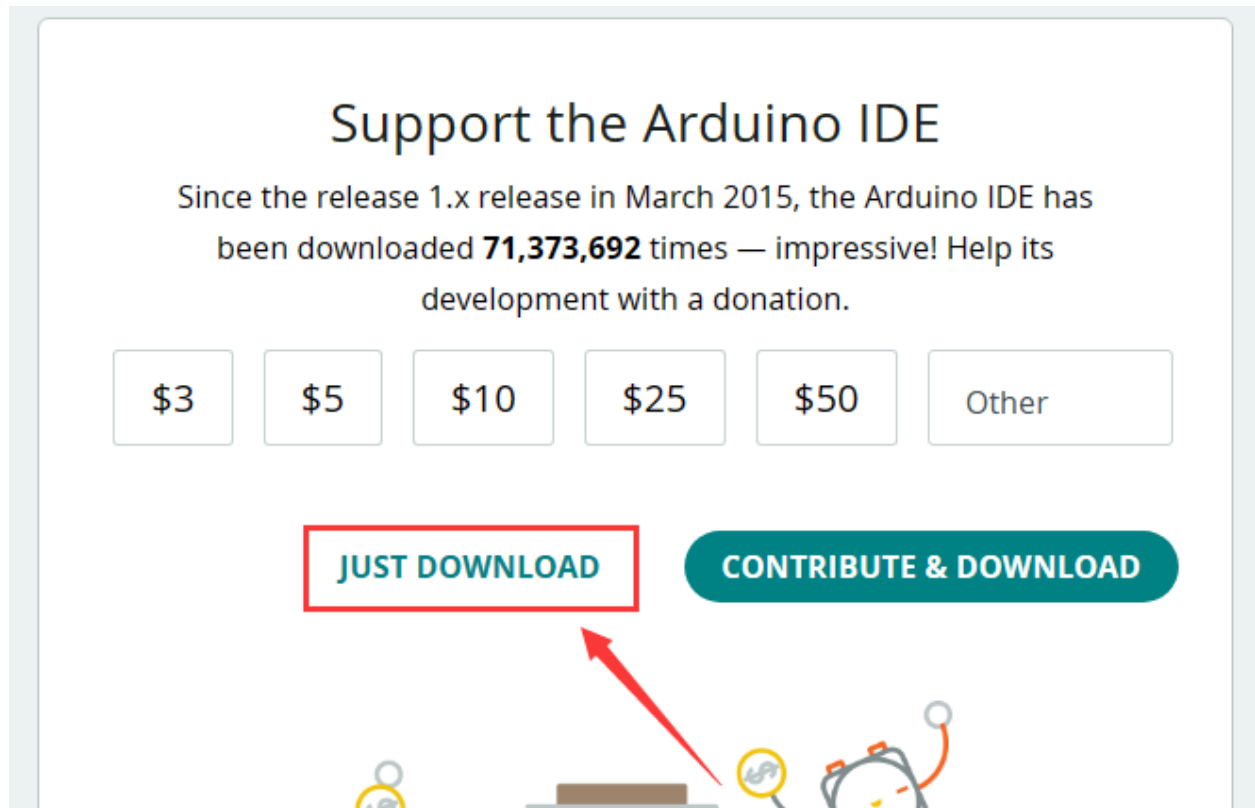 Support the Arduino IDE
Since the release 1.x release in March 2015, the Arduino IDE has
been downloaded 71,373,692 times — impressive! Help its
development with a donation.
$3 $5 $10 $25 $50 Other
JUST DOWNLOAD CONTRIBUTE & DOWNLOAD